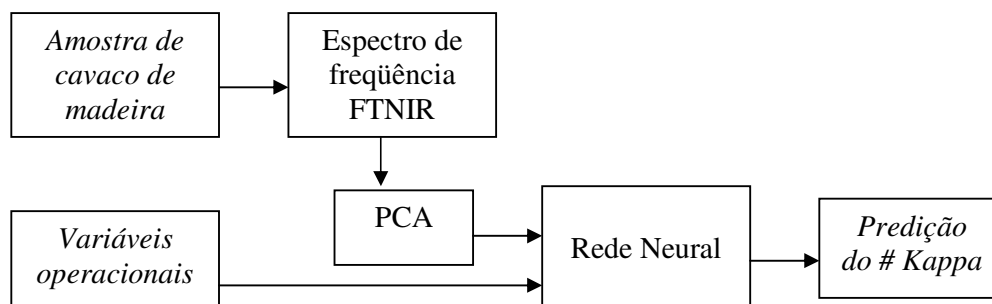 Amostra de
cavaco de
madeira
Espectro de
freqüência
FTNIR
PCA
Variáveis
operacionais
Rede Neural
Predição
do # Kappa